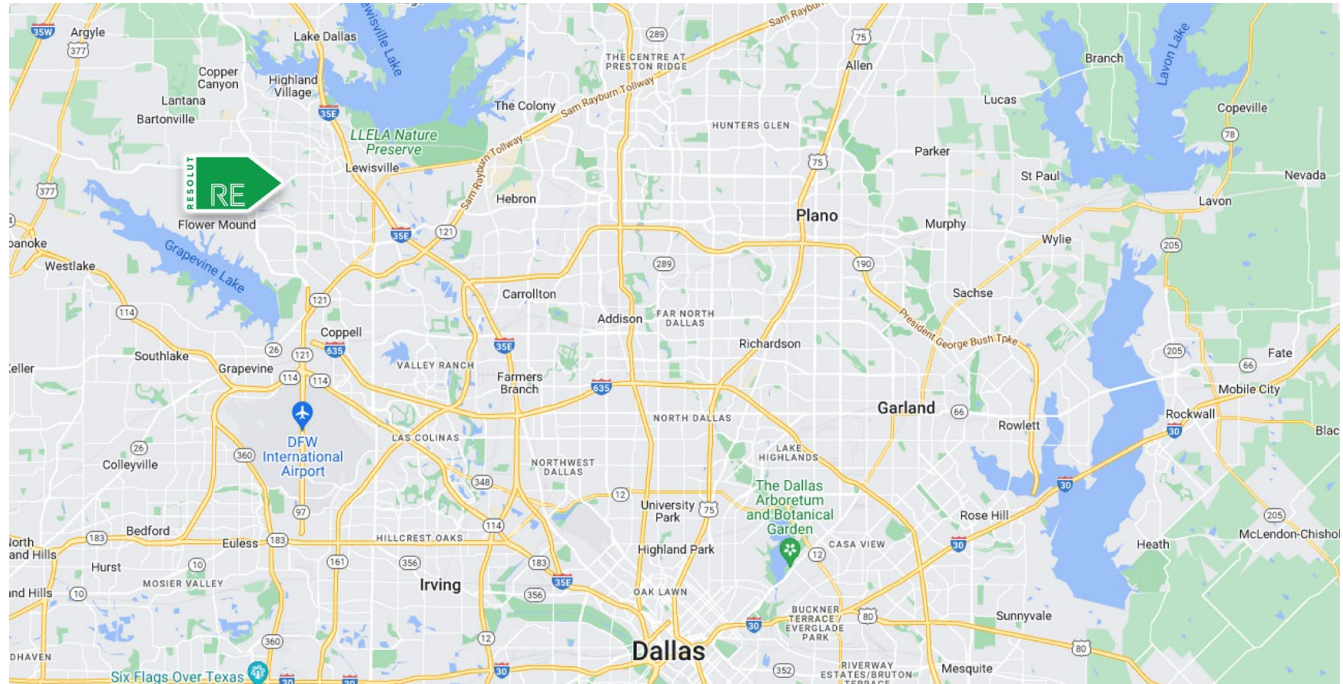 35W
Argyle
377
Lake Dallas
Lewisville Lake
289
Sam Rayburn
75
Allen
Branch
Lavon Lake
Copper
Canyon
Highland
Village
THE CENTRE AT
PRESTON RIDGE
Lantana
Bartonville
35E
The Colony
Sam Rayburn Tollway
Lucas
Copeville
78
LLELA Nature
Preserve
HUNTERS GLEN
Parker
75
RESOLUT
RE
Lewisville
Sam Rayburn Tollway
St Paul
Nevada
377
Hebron
Plano
Lavon
Flower Mound
35E
121
Murphy
Wylie
205
Westlake
Grapevine Lake
289
190
Carrollton
Sachse
121
114
Addison
FAR NORTH
DALLAS
President George Bush Tpke
Coppell
26
121
635
35E
Richardson
205
Fate
Southlake
Grapevine
114
114
VALLEY RANCH
66
Farmers
Branch
635
Mobile City
DFW
International
Airport
NORTH DALLAS
Garland
66
Rowlett
Rockwall
30
LAS COLINAS
26
Colleyville
360
LAKE
HIGHLANDS
NORTHWEST
DALLAS
348
12
The Dallas
Arboretum
and Botanical
Garden
30
97
University
Park
75
Rose Hill
205
114
Bedford
183
Euless
183
HILLCREST OAKS
McLendon-Chishol
Highland Park
12
CASA VIEW
30
Heath
Hurst
10
161
356
183
MOSIER VALLEY
Irving
35E
10
356
OAK LAWN
BUCKNER
TERRACE
EVERGLADE
PARK
80
Sunnyvale
360
12
30
Dallas
80
Six Flags Over Texas
30
30
30
352
RIVERWAY
ESTATES/BRUTON
TERRACE
Mesquite